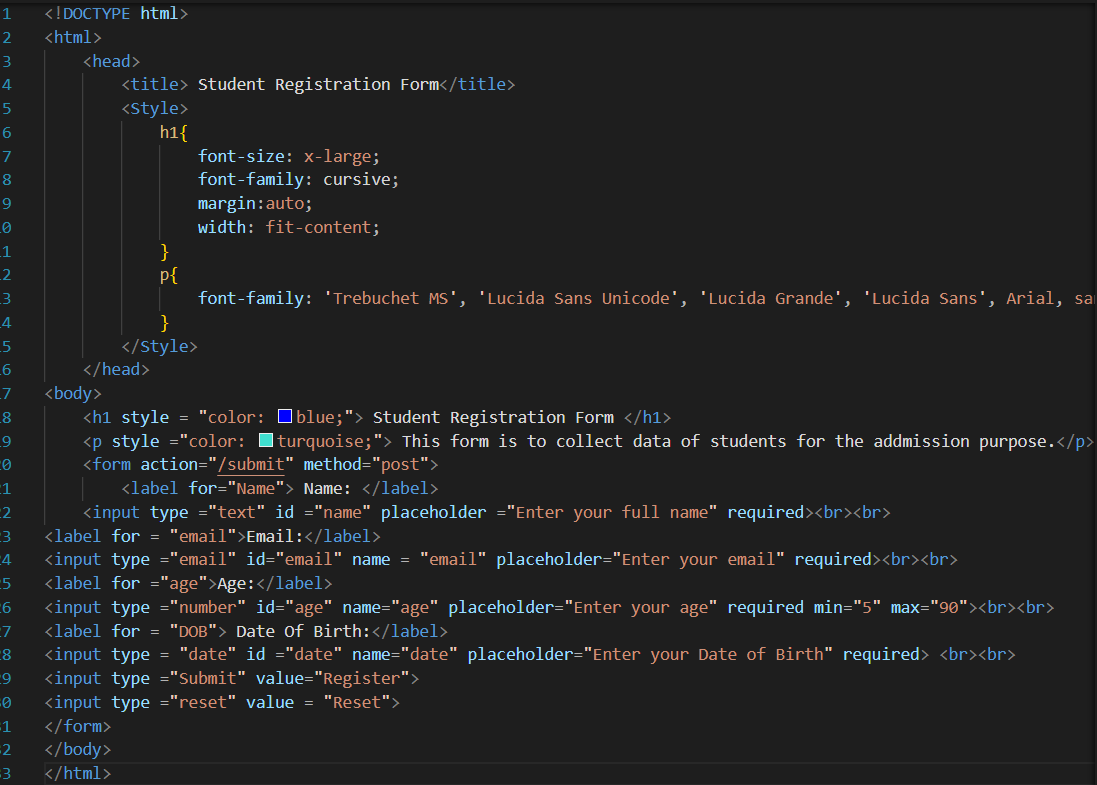 1 <!DOCTYPE html>
2 <html>
3 <head>
4 <title> Student Registration Form</title>
5 <Style>
6 h1{
7 font-size: x-large;
8 font-family: cursive;
9 margin:auto;
10 width: fit-content;
11 }
12 p{
13 font-family: 'Trebuchet MS', 'Lucida Sans Unicode', 'Lucida Grande', 'Lucida Sans', Arial, sa
14 }
15 </Style>
16 </head>
17 <body>
18 <h1 style = "color: blue;"> Student Registration Form </h1>
19 <p style ="color: turquoise;"> This form is to collect data of students for the addmission purpose.</p>
20 <form action="/submit" method="post">
21 <label for="Name"> Name: </label>
22 <input type ="text" id ="name" placeholder ="Enter your full name" required><br><br>
23 <label for = "email">Email:</label>
24 <input type ="email" id="email" name = "email" placeholder="Enter your email" required><br><br>
25 <label for ="age">Age:</label>
26 <input type ="number" id="age" name="age" placeholder="Enter your age" required min="5" max="90"><br><br>
27 <label for = "DOB"> Date Of Birth:</label>
28 <input type = "date" id ="date" name="date" placeholder="Enter your Date of Birth" required> <br><br>
29 <input type ="Submit" value="Register">
30 <input type ="reset" value = "Reset">
31 </form>
32 </body>
33 </html>